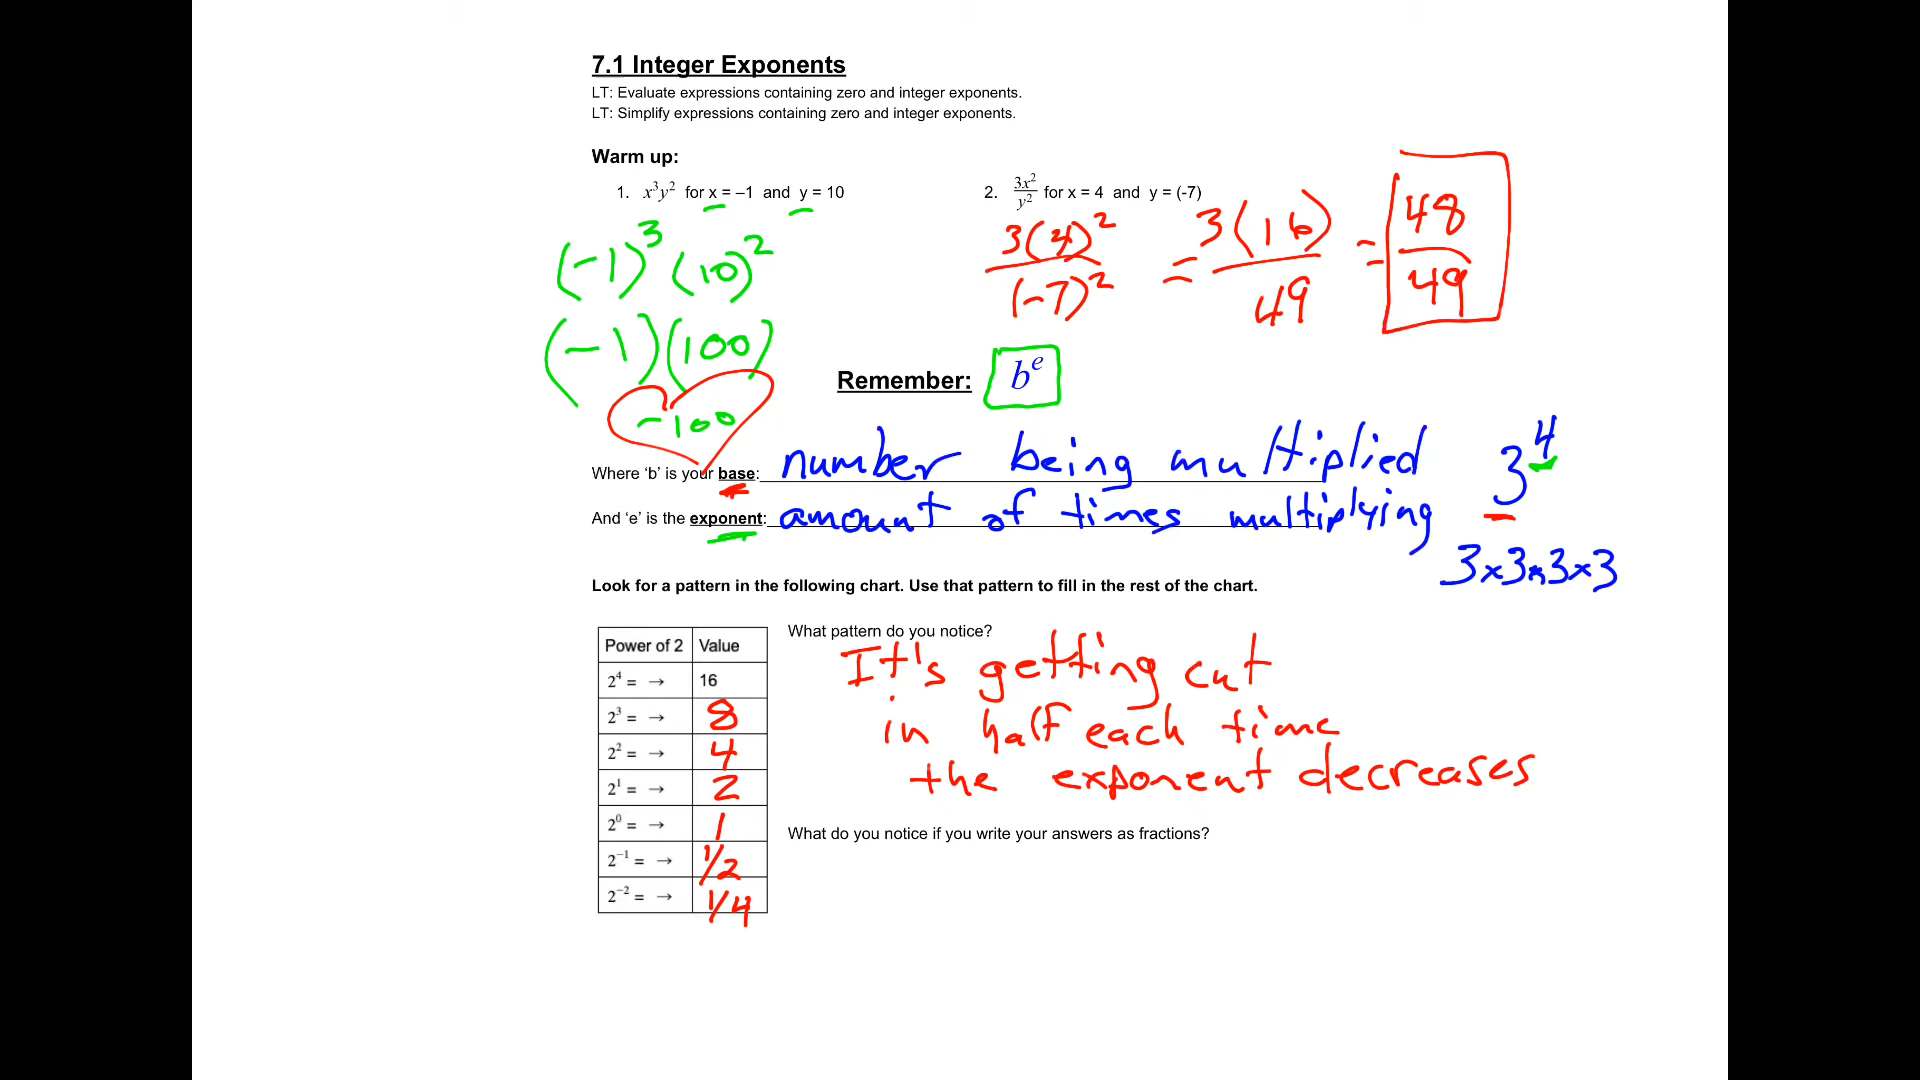 7.1 Integer Exponents
LT: Evaluate expressions containing zero and integer exponents.
LT: Simplify expressions containing zero and integer exponents.
Warm up:
1. x³y² for x = –1 and y = 10
2. 3x²/y² for x = 4 and y = (-7)
(-1)³ (10)²
3(4)²/(-7)² = 3(16)/49 = 48/49
(-1)(100)
-100
Remember: bᵉ
Where ‘b’ is your base: number being multiplied
3⁴
And ‘e’ is the exponent: amount of times multiplying
3x3x3x3
Look for a pattern in the following chart. Use that pattern to fill in the rest of the chart.
Power of 2 Value
2⁴ = → 16
2³ = → 8
2² = → 4
2¹ = → 2
2⁰ = → 1
2⁻¹ = → 1/2
2⁻² = → 1/4
What pattern do you notice?
It's getting cut
in half each time
the exponent decreases
What do you notice if you write your answers as fractions?